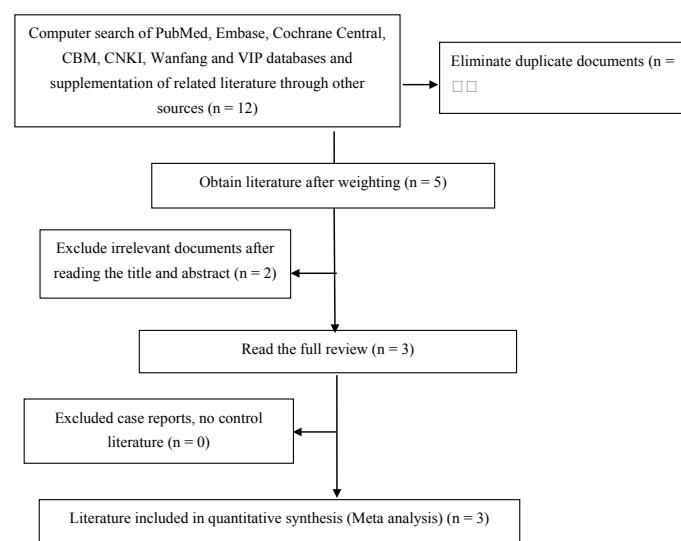 Computer search of PubMed, Embase, Cochrane Central,
CBM, CNKI, Wanfang and VIP databases and
supplementation of related literature through other
sources (n = 12)
Eliminate duplicate documents (n =
□□
Obtain literature after weighting (n = 5)
Exclude irrelevant documents after
reading the title and abstract (n = 2)
Read the full review (n = 3)
Excluded case reports, no control
literature (n = 0)
Literature included in quantitative synthesis (Meta analysis) (n = 3)